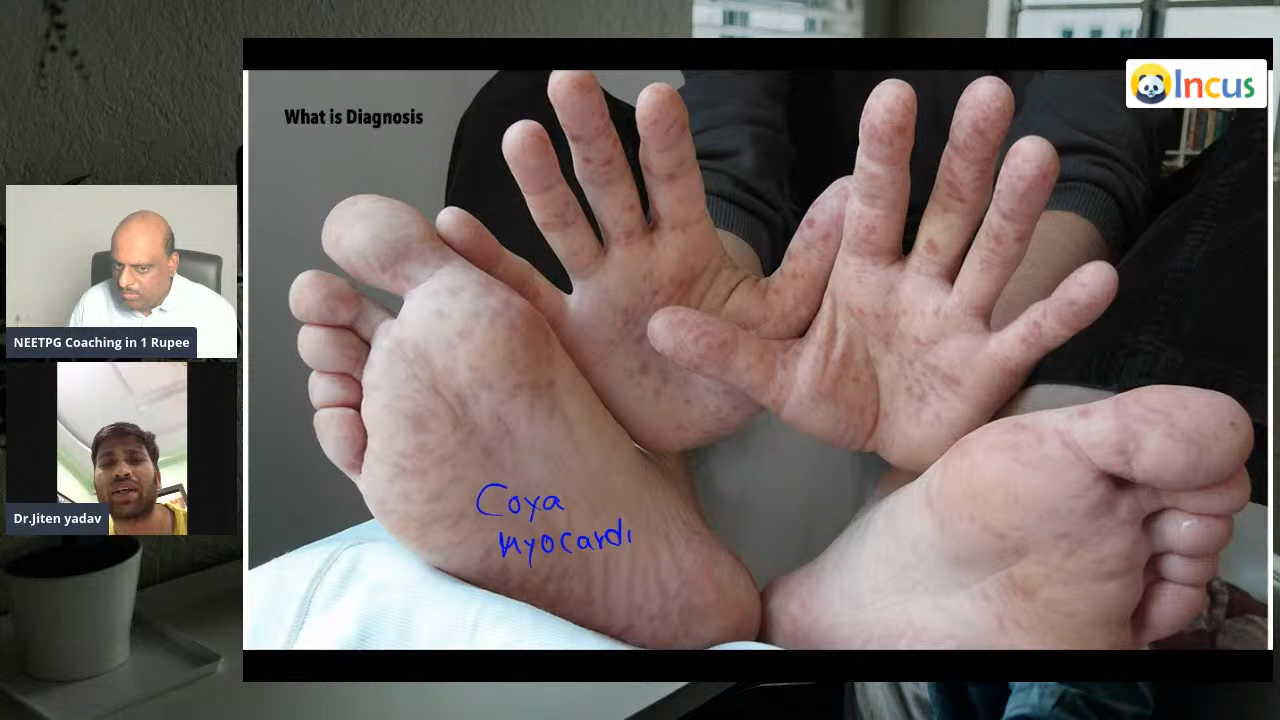 Incus
What is Diagnosis
NEETPG Coaching in 1 Rupee
Dr.Jiten yadav
Coxa
Myocardi